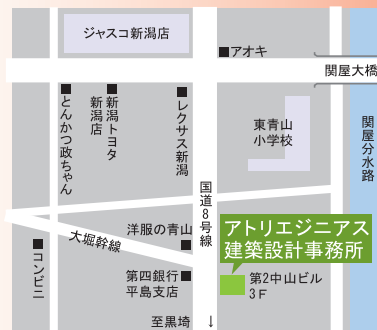 ジャスコ新潟店
■アオキ
関屋大橋
■とんかつ政ちゃん
■新潟トヨタ
新潟店
■レクサス新潟
東青山
小学校
関屋分水路
国道8号線
大堀幹線
洋服の青山
■
アトリエジニアス
建築設計事務所
■コンビニ
第四銀行■
平島支店
第2中山ビル
3F
至黒埼 ↓